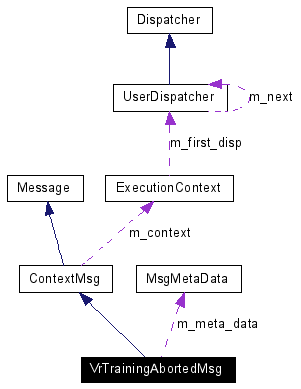 Dispatcher
UserDispatcher
m_next
m_first_disp
Message
ExecutionContext
m_context
ContextMsg
MsgMetaData
m_meta_data
VrTrainingAbortedMsg